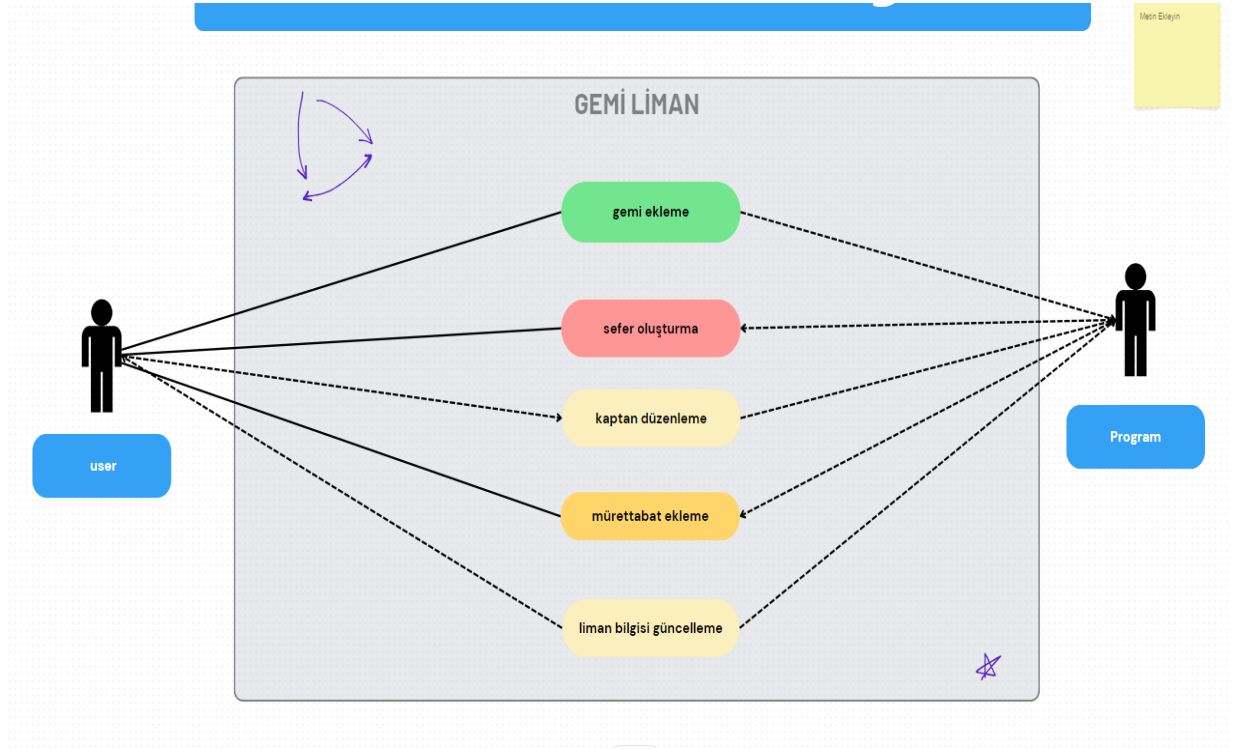 Metin Ekleyin
GEMİ LİMAN
gemi ekleme
sefer oluşturma
kaptan düzenleme
mürettabat ekleme
liman bilgisi güncelleme
user
Program